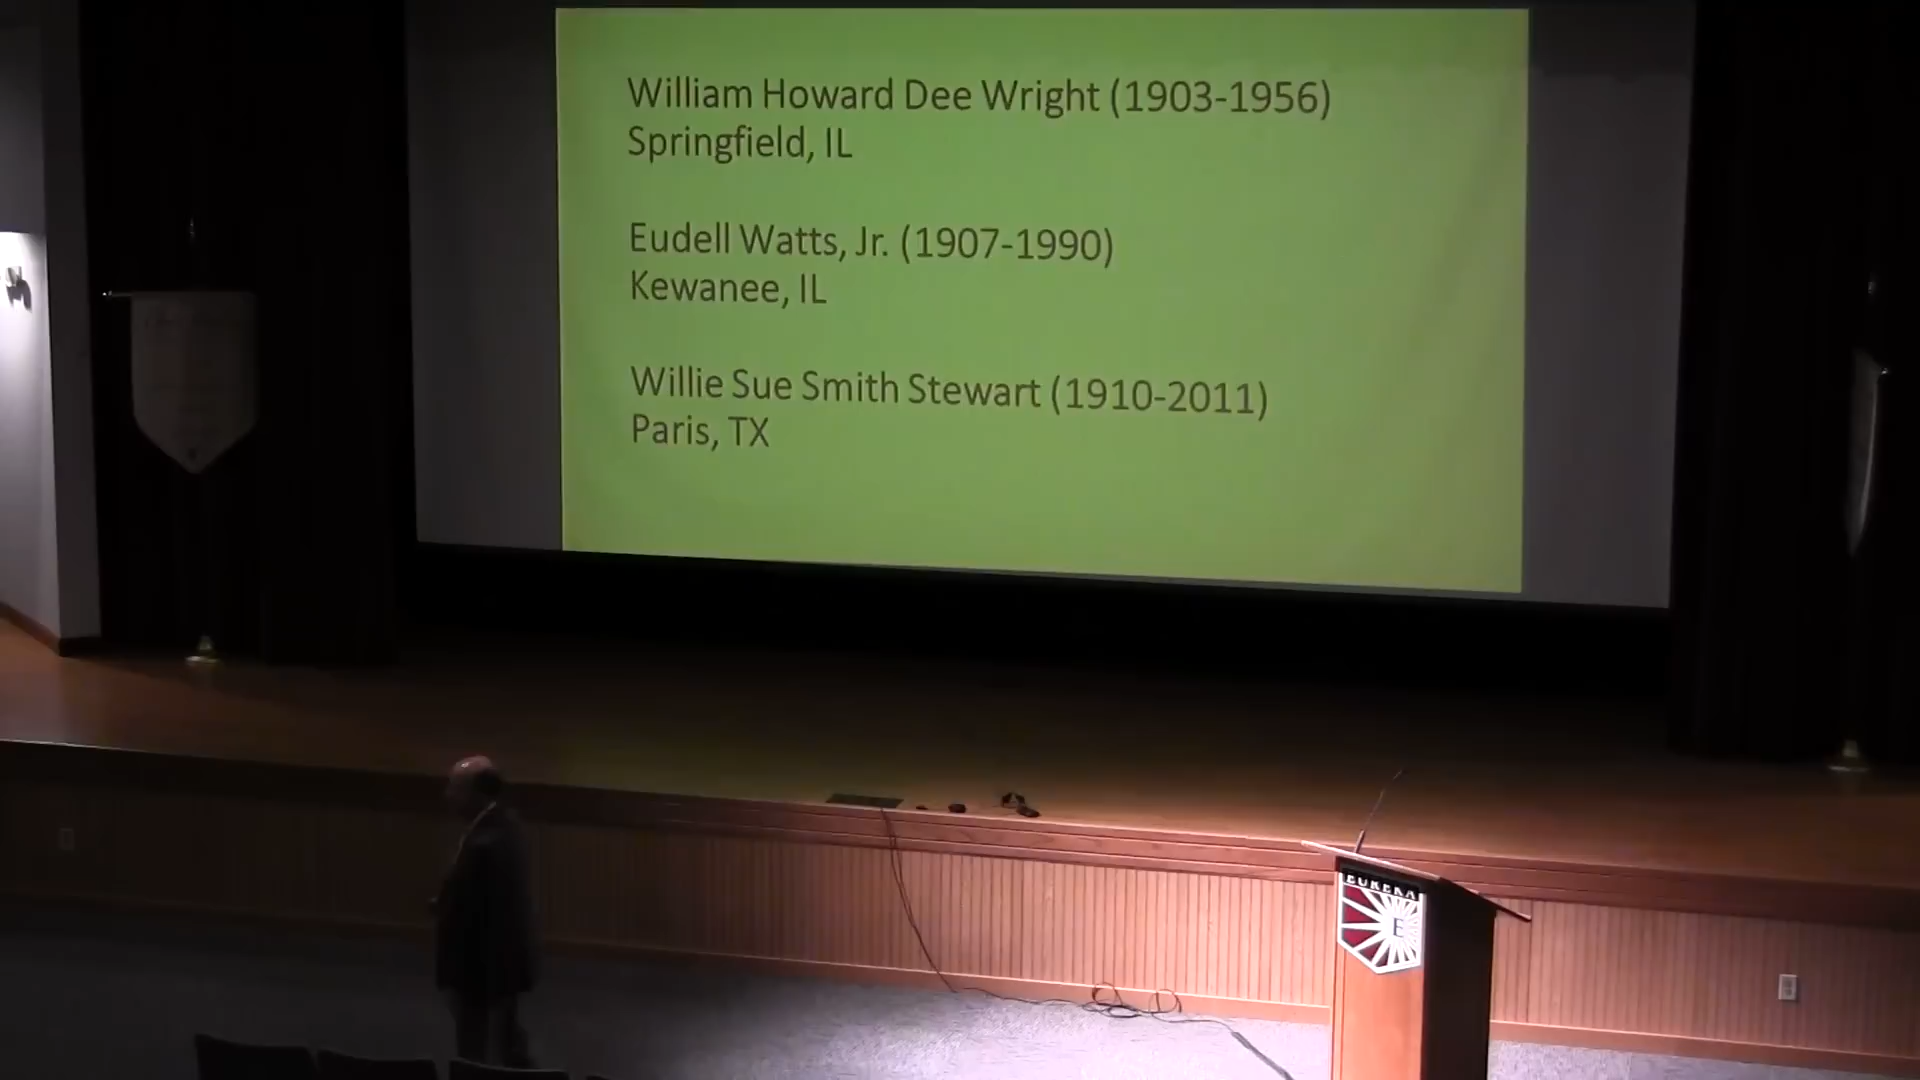 William Howard Dee Wright (1903-1956)
Springfield, IL
Eudell Watts, Jr. (1907-1990)
Kewanee, IL
Willie Sue Smith Stewart (1910-2011)
Paris, TX
EUREKA
E